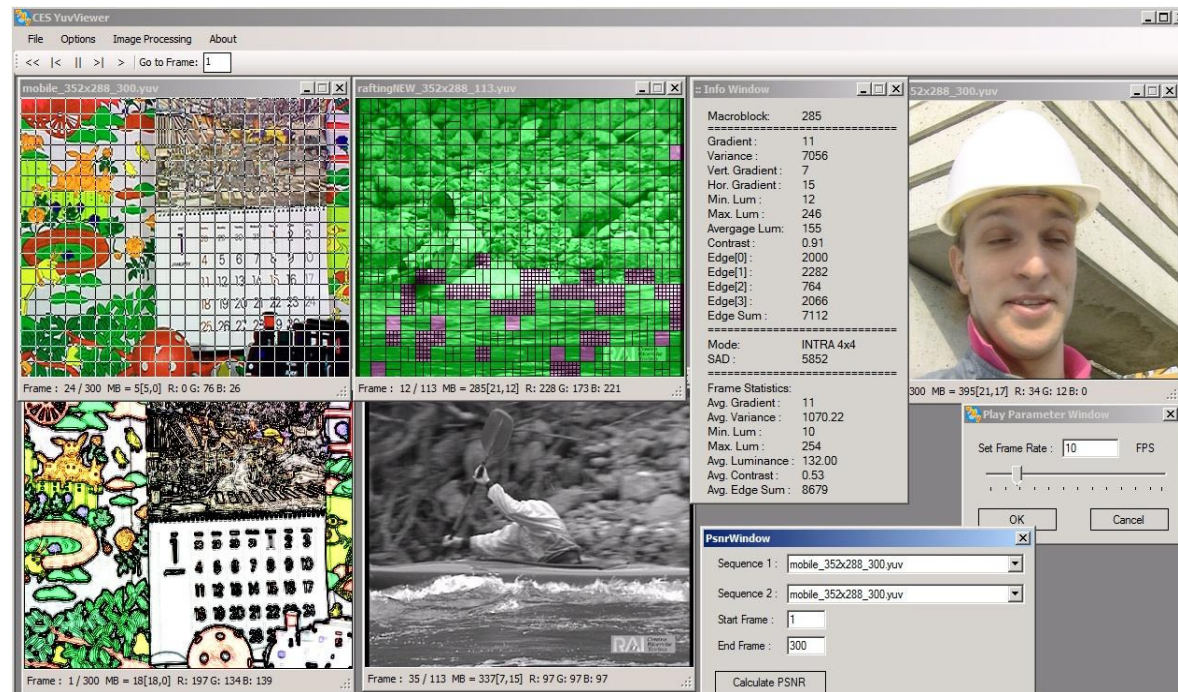 CES YuvViewer
File Options Image Processing About
<< |< || >| > Go to Frame: 1
mobile_352x288_300.yuv
Frame : 24 / 300 MB = 5[5,0] R: 0 G: 76 B: 26
raftingNEW_352x288_113.yuv
RAI
Frame : 12 / 113 MB = 285[21,12] R: 228 G: 173 B: 221
:: Info Window
Macroblock: 285
==============================
Gradient : 11
Variance : 7056
Vert. Gradient : 7
Hor. Gradient : 15
Min. Lum : 12
Max. Lum : 246
Avergage Lum: 155
Contrast : 0.91
Edge[0] 2000
Edge[1] 2282
Edge[2] 764
Edge[3] 2066
Edge Sum : 7112
==============================
Mode: INTRA 4x4
SAD : 5852
==============================
Frame Statistics:
Avg. Gradient : 11
Avg. Variance : 1070.22
Min. Lum : 10
Max. Lum : 254
Avg. Luminance : 132.00
Avg. Contrast : 0.53
Avg. Edge Sum : 8679
52x288_300.yuv
300 MB = 395[21,17] R: 34 G: 12 B: 0
Play Parameter Window
Set Frame Rate : 10 FPS
OK Cancel
Frame : 1 / 300 MB = 18[18,0] R: 197 G: 134 B: 139
RAI
Frame : 35 / 113 MB = 337[7,15] R: 97 G: 97 B: 97
PsnrWindow
Sequence 1 : mobile_352x288_300.yuv
Sequence 2 : mobile_352x288_300.yuv
Start Frame : 1
End Frame : 300
Calculate PSNR